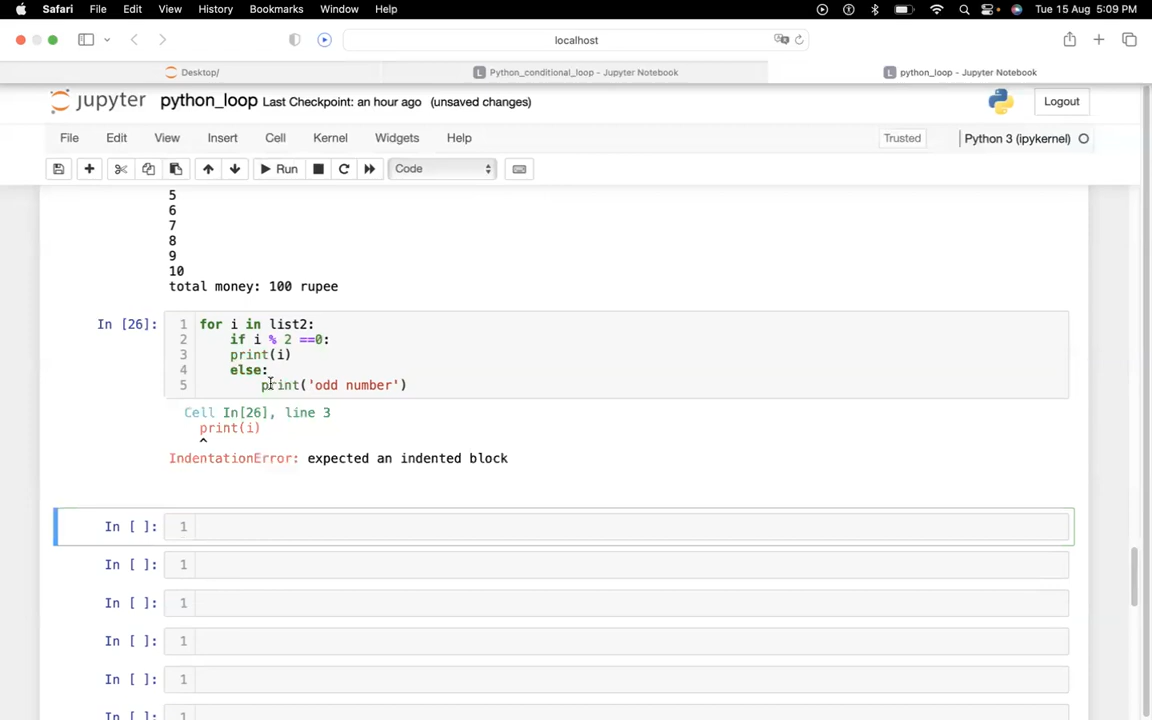 Safari File Edit View History Bookmarks Window Help Tue 15 Aug 5:09 PM
localhost
Desktop/ Python_conditional_loop - Jupyter Notebook python_loop - Jupyter Notebook
jupyter python_loop Last Checkpoint: an hour ago (unsaved changes) Logout
File Edit View Insert Cell Kernel Widgets Help Trusted Python 3 (ipykernel)
Run Code
5
6
7
8
9
10
total money: 100 rupee
In [26]: 1 for i in list2:
2 if i % 2 ==0:
3 print(i)
4 else:
5 print('odd number')
Cell In[26], line 3
print(i)
^
IndentationError: expected an indented block
In [ ]: 1
In [ ]: 1
In [ ]: 1
In [ ]: 1
In [ ]: 1
In [ ]: 1